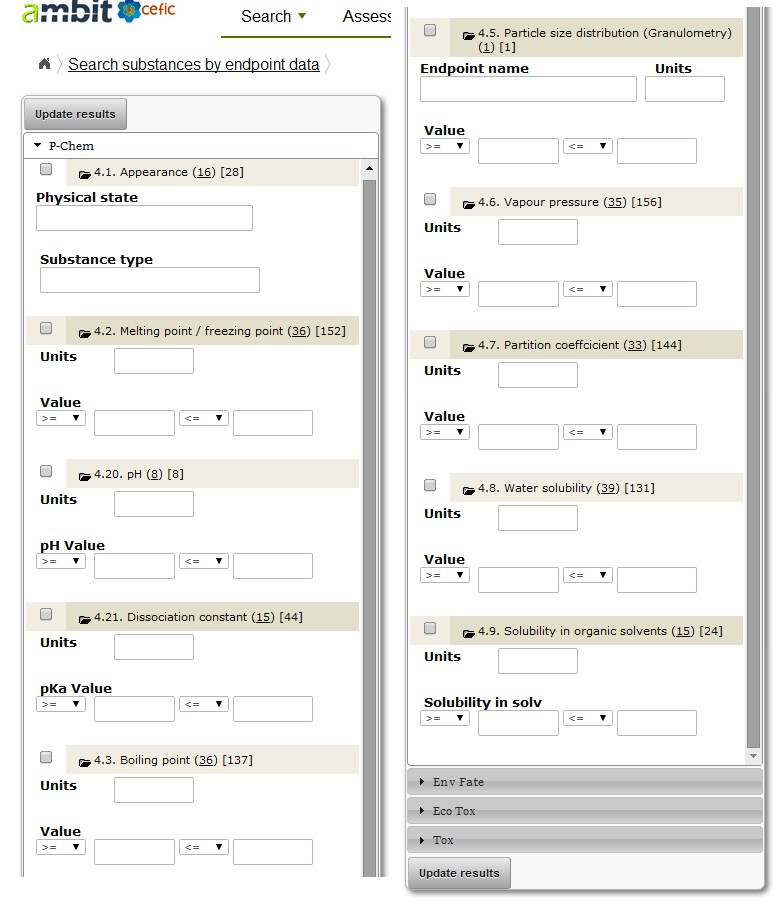 ambit cefic
Search ▼ Assess
Search substances by endpoint data
Update results
P-Chem
4.1. Appearance (16) [28]
Physical state
Substance type
4.2. Melting point / freezing point (36) [152]
Units
Value
>= ▼ <= ▼
4.20. pH (8) [8]
Units
pH Value
>= ▼ <= ▼
4.21. Dissociation constant (15) [44]
Units
pKa Value
>= ▼ <= ▼
4.3. Boiling point (36) [137]
Units
Value
>= ▼ <= ▼
4.5. Particle size distribution (Granulometry)
(1) [1]
Endpoint name Units
Value
>= ▼ <= ▼
4.6. Vapour pressure (35) [156]
Units
Value
>= ▼ <= ▼
4.7. Partition coeffcicient (33) [144]
Units
Value
>= ▼ <= ▼
4.8. Water solubility (39) [131]
Units
Value
>= ▼ <= ▼
4.9. Solubility in organic solvents (15) [24]
Units
Solubility in solv
>= ▼ <= ▼
Env Fate
Eco Tox
Tox
Update results